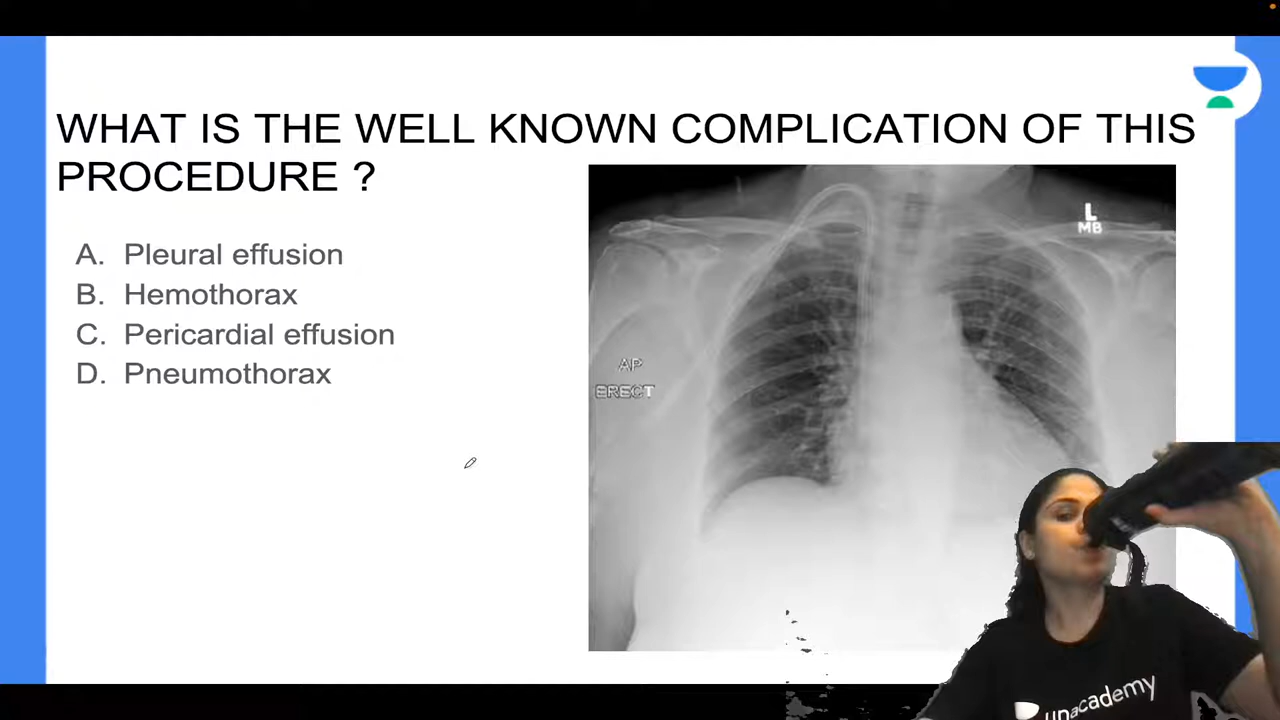 WHAT IS THE WELL KNOWN COMPLICATION OF THIS
PROCEDURE ?
A. Pleural effusion
B. Hemothorax
C. Pericardial effusion
D. Pneumothorax
L
MB
AP
ERECT
unacademy